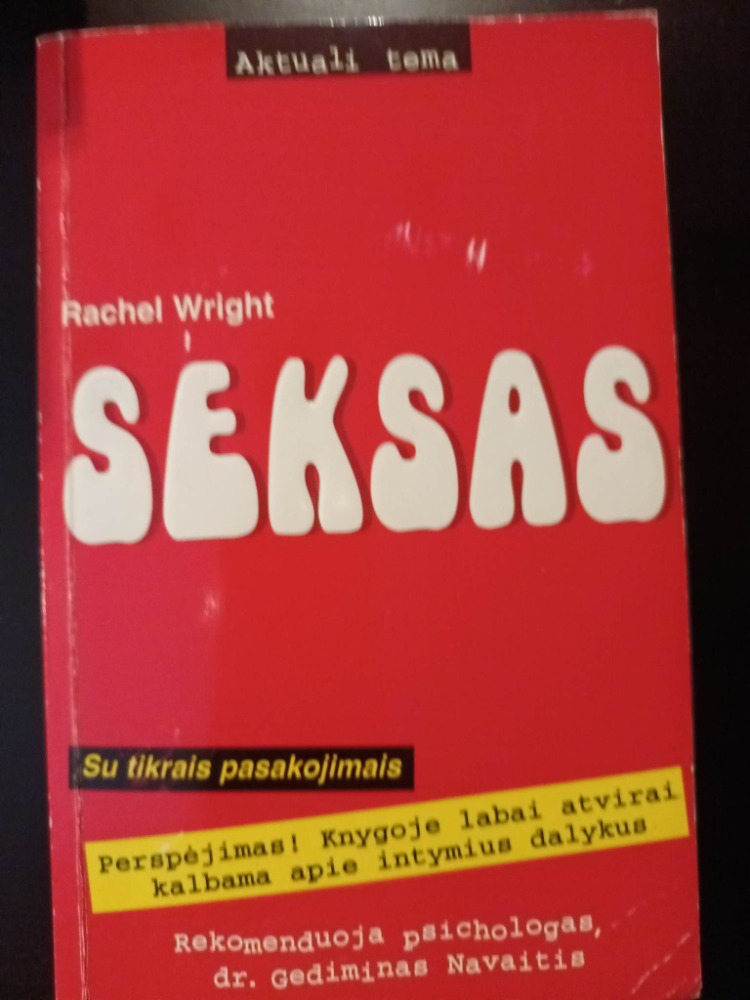 Aktuali tema
Rachel Wright
SEKSAS
Su tikrais pasakojimais
Perspėjimas! Knygoje labai atvirai
kalbama apie intymius dalykus
Rekomenduoja psichologas,
dr. Gediminas Navaitis